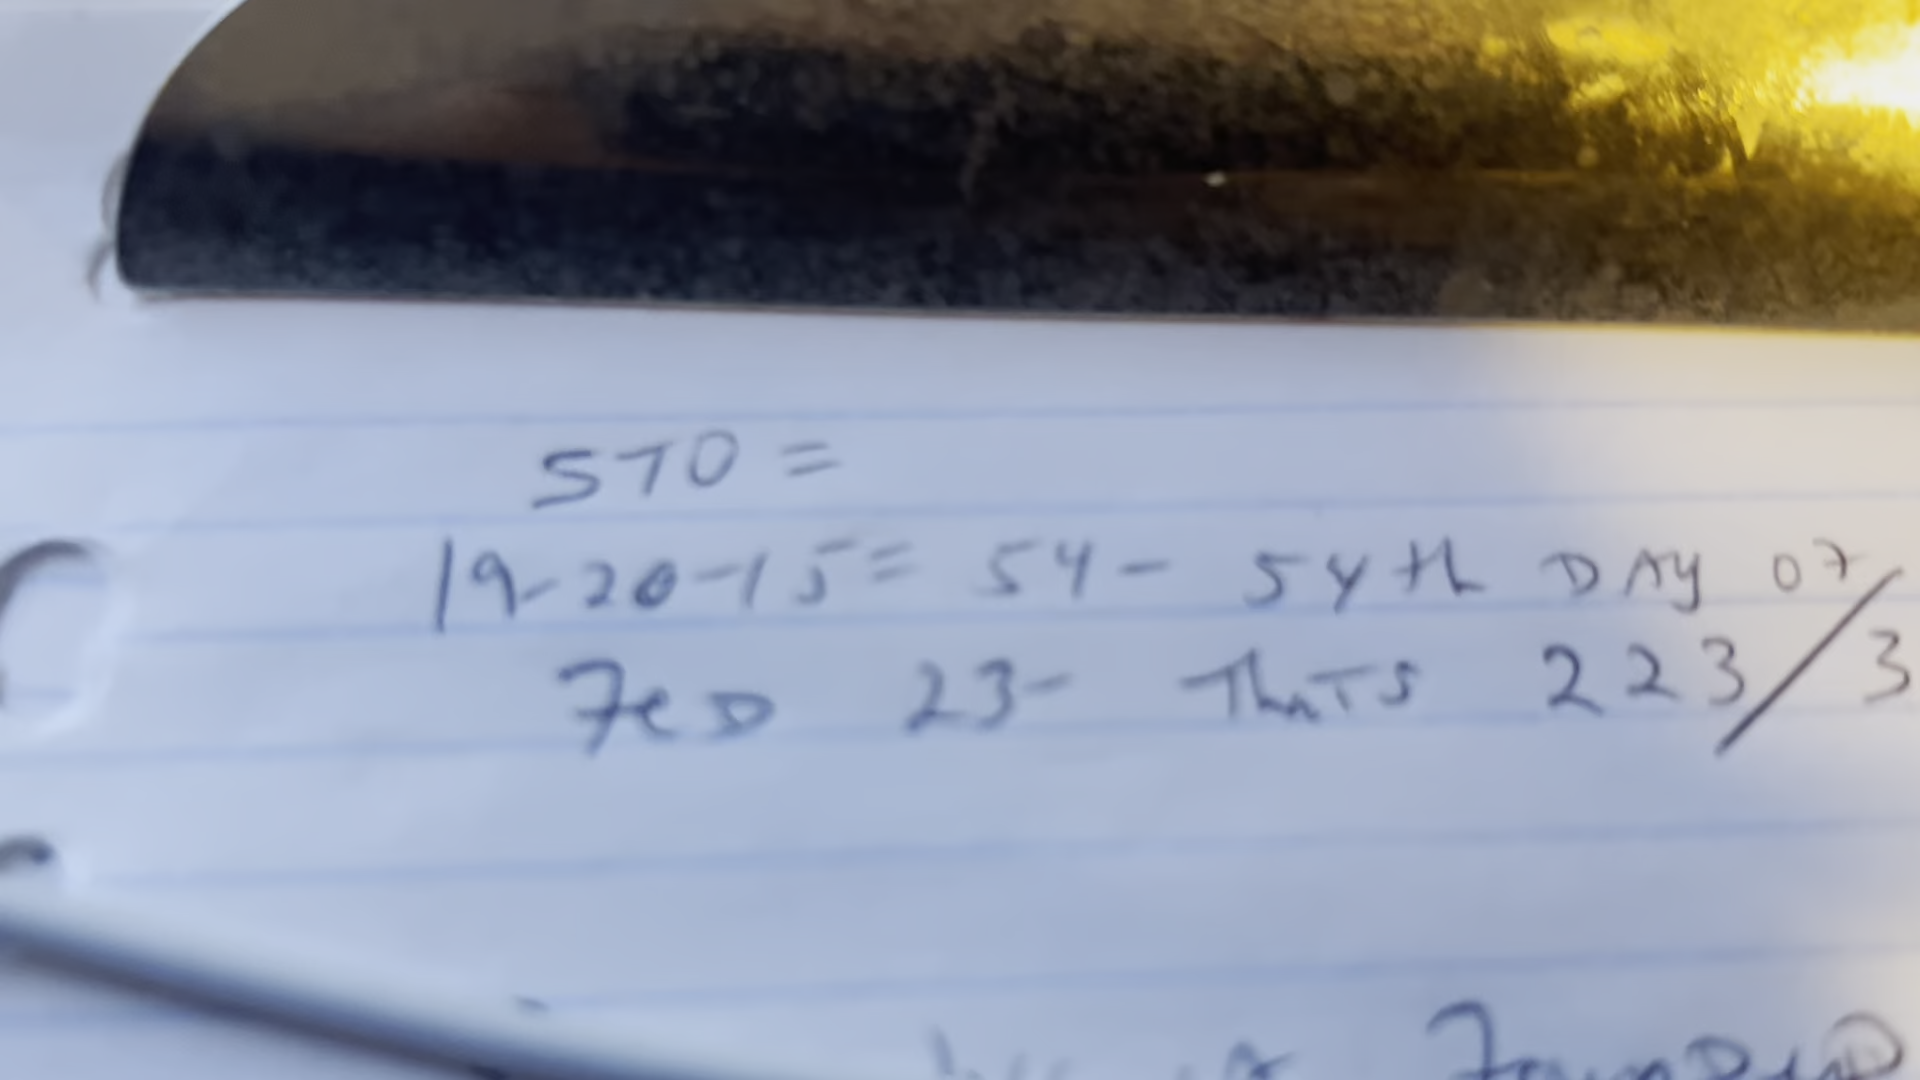 STO =
19-20-15 = 54 - 54th DAY OF
Feb 23 - ThaTS 223/3